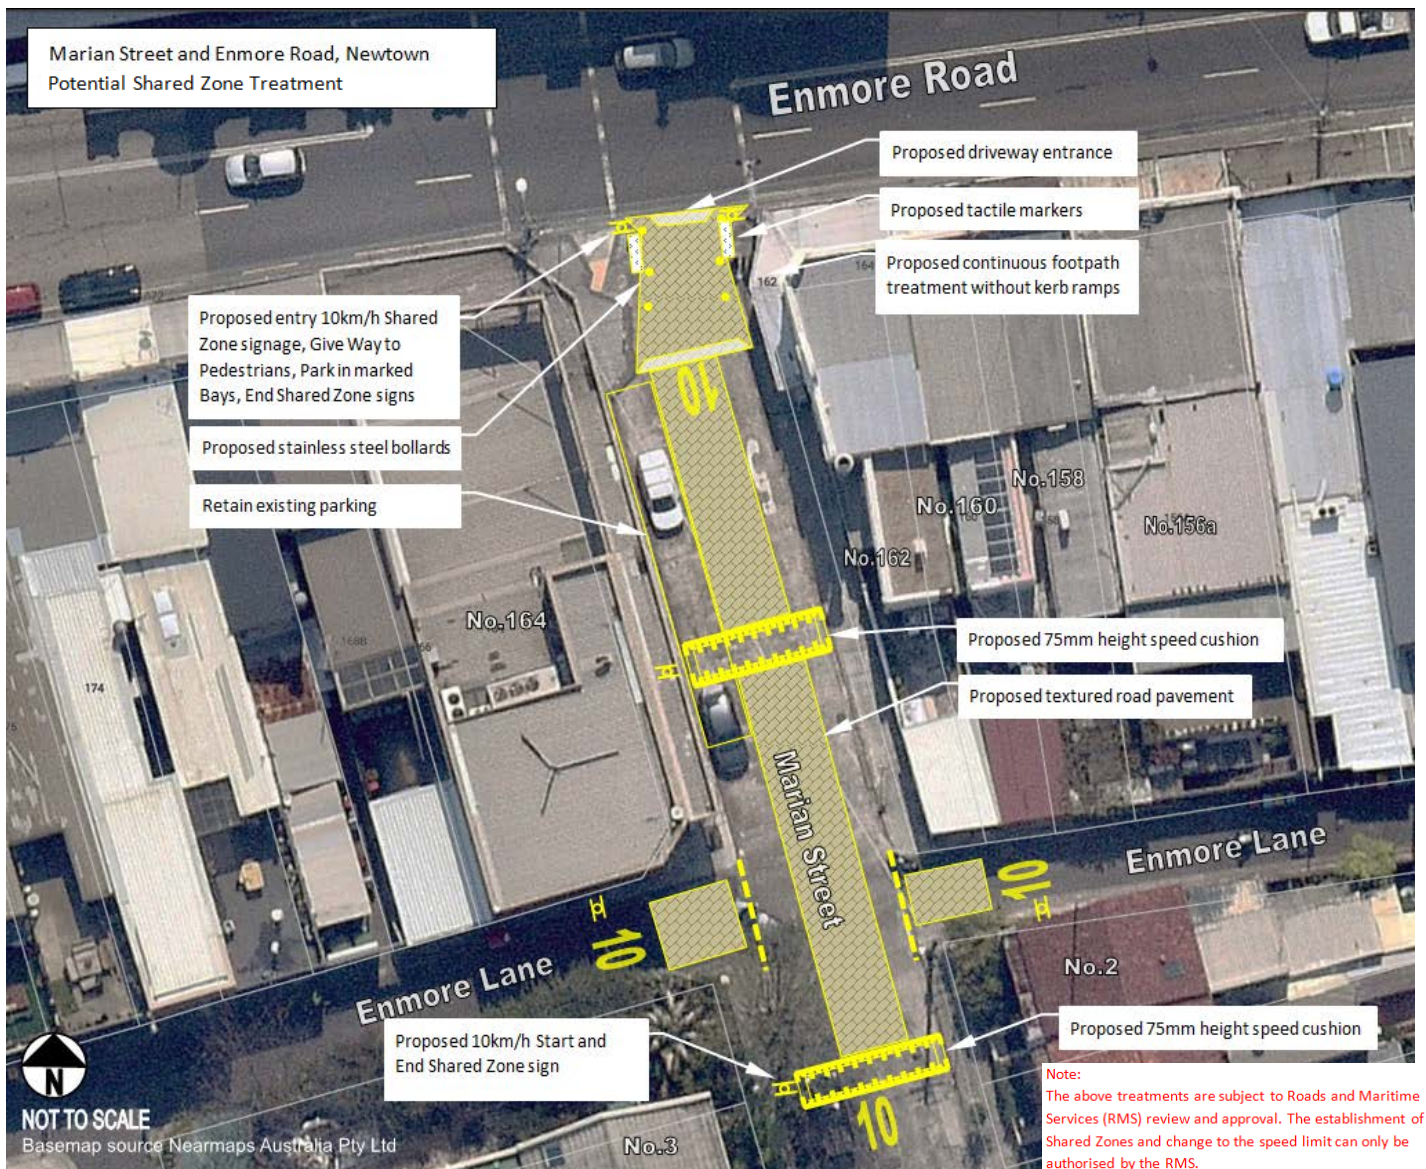 Marian Street and Enmore Road, Newtown
Potential Shared Zone Treatment
Enmore Road
Proposed driveway entrance
Proposed tactile markers
Proposed continuous footpath
treatment without kerb ramps
162
Proposed entry 10km/h Shared
Zone signage, Give Way to
Pedestrians, Park in marked
Bays, End Shared Zone signs
Proposed stainless steel bollards
Retain existing parking
10
No.158
No.160
No.156a
No.162
No.164
168B
174
Proposed 75mm height speed cushion
Proposed textured road pavement
Marian Street
Enmore Lane
10
10
Enmore Lane
No.2
Proposed 10km/h Start and
End Shared Zone sign
Proposed 75mm height speed cushion
10
No.3
N
NOT TO SCALE
Basemap source Nearmaps Australia Pty Ltd
Note:
The above treatments are subject to Roads and Maritime
Services (RMS) review and approval. The establishment of
Shared Zones and change to the speed limit can only be
authorised by the RMS.